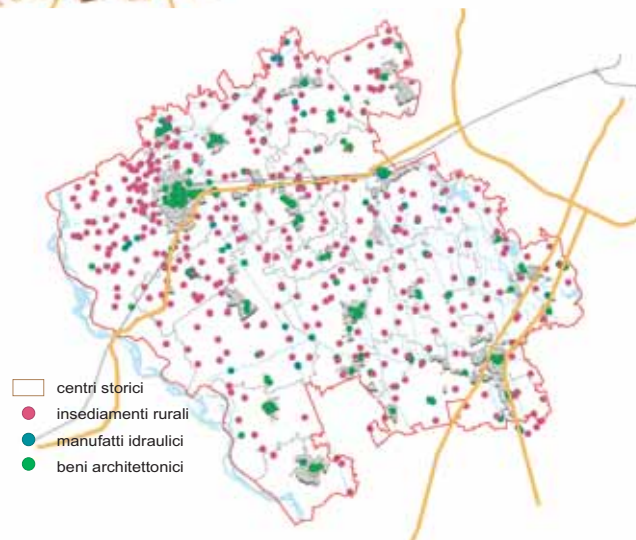 centri storici
insediamenti rurali
manufatti idraulici
beni architettonici